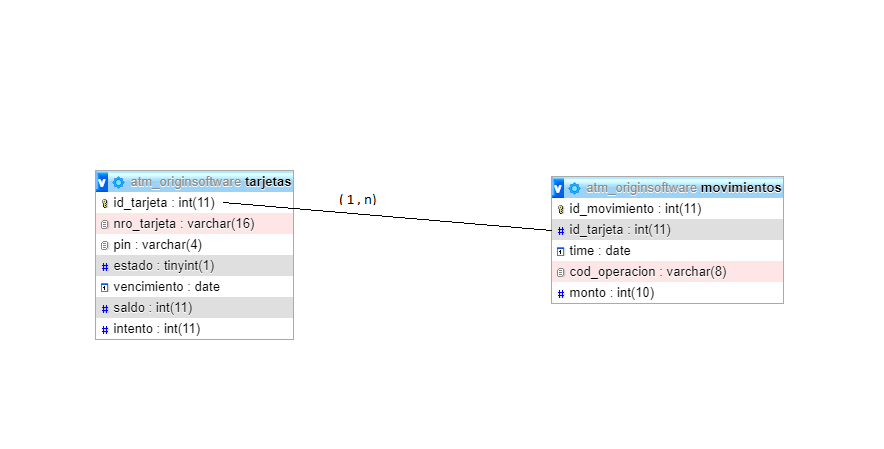 atm_originsoftware tarjetas
id_tarjeta : int(11)
nro_tarjeta : varchar(16)
pin : varchar(4)
estado : tinyint(1)
vencimiento : date
saldo : int(11)
intento : int(11)
(1,n)
atm_originsoftware movimientos
id_movimiento : int(11)
id_tarjeta : int(11)
time : date
cod_operacion : varchar(8)
monto : int(10)